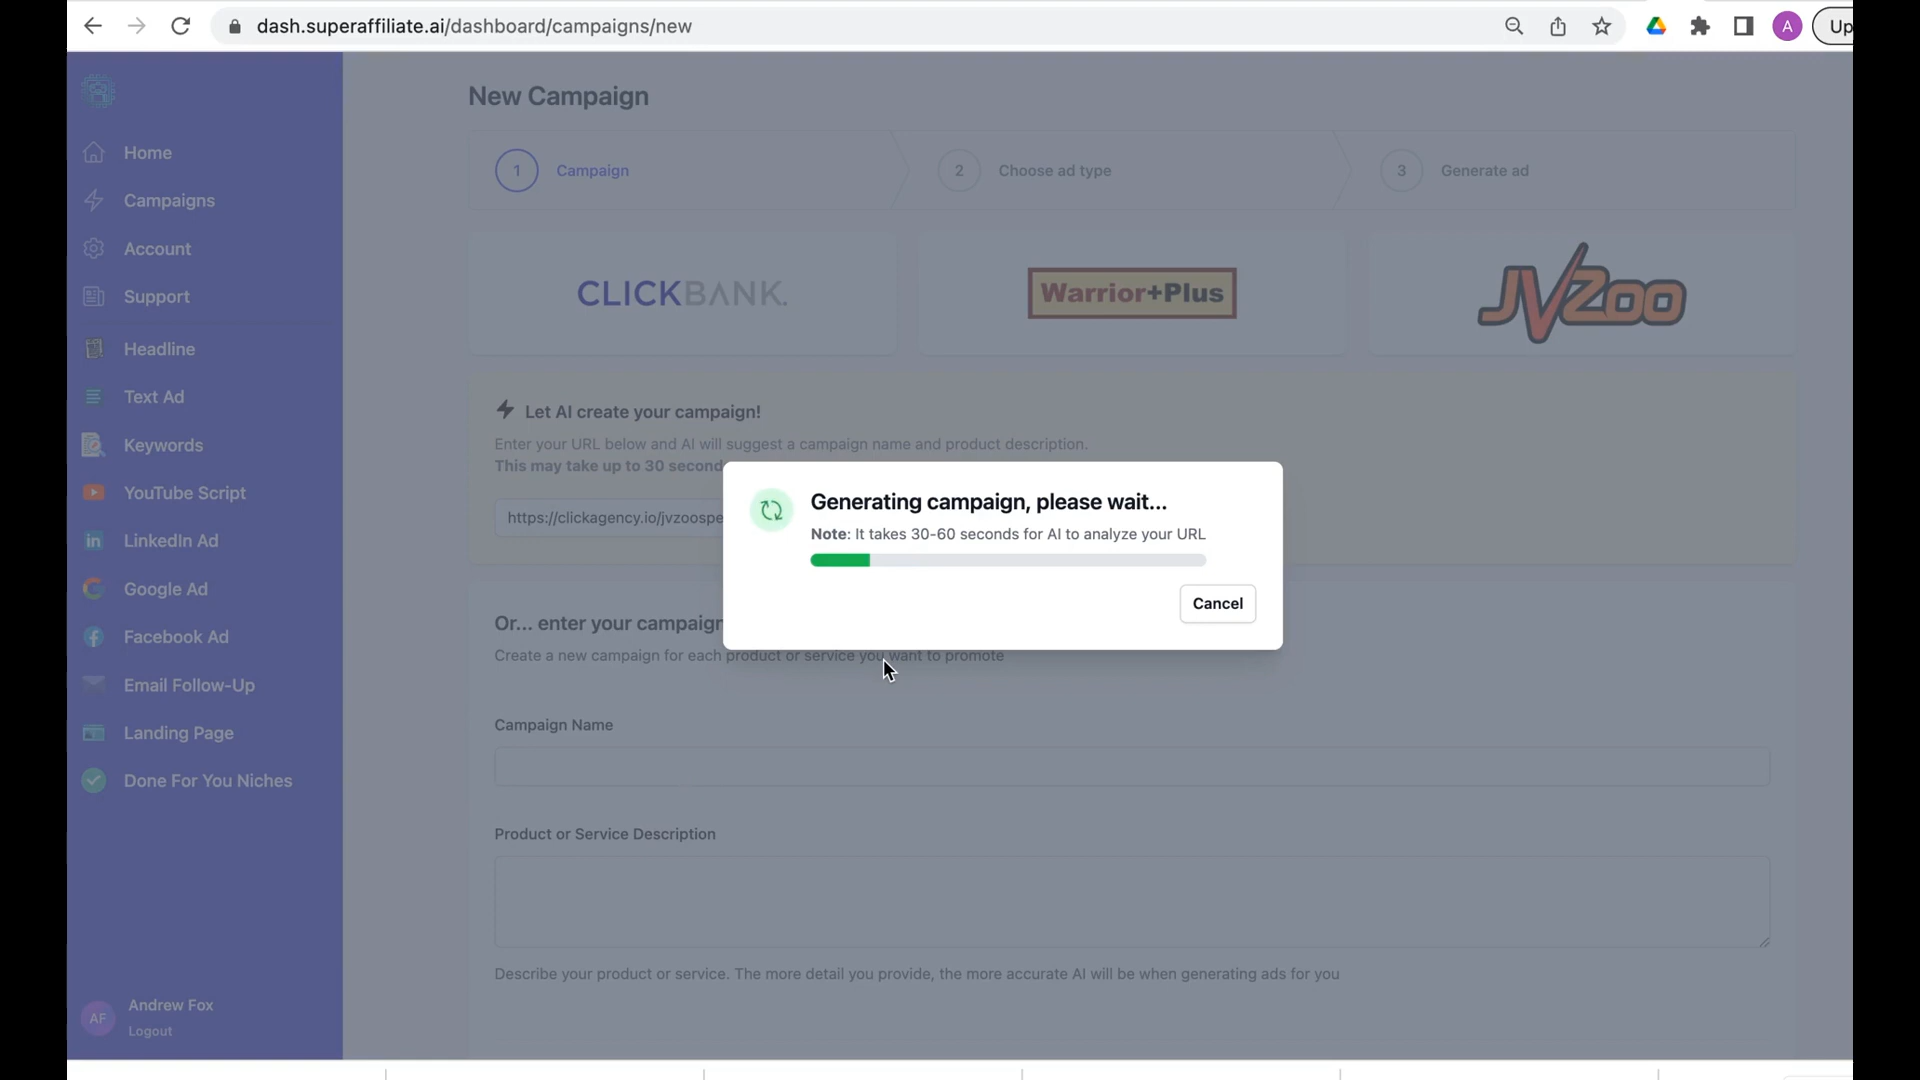 dash.superaffiliate.ai/dashboard/campaigns/new
A
Up
Home
Campaigns
Account
Support
Headline
Text Ad
Keywords
YouTube Script
LinkedIn Ad
Google Ad
Facebook Ad
Email Follow-Up
Landing Page
Done For You Niches
AF
Andrew Fox
Logout
New Campaign
1 Campaign
2 Choose ad type
3 Generate ad
CLICKBANK.
Warrior+Plus
JVZoo
Let AI create your campaign!
Enter your URL below and AI will suggest a campaign name and product description.
This may take up to 30 second
https://clickagency.io/jvzoospe
Generating campaign, please wait...
Note: It takes 30-60 seconds for AI to analyze your URL
Cancel
Or... enter your campaign
Create a new campaign for each product or service you want to promote
Campaign Name
Product or Service Description
Describe your product or service. The more detail you provide, the more accurate AI will be when generating ads for you